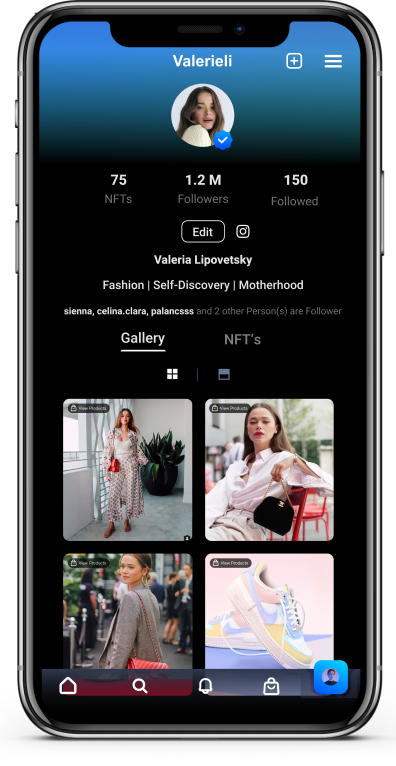 Valerieli
75 1.2 M 150
NFTs Followers Followed
Edit
Valeria Lipovetsky
Fashion | Self-Discovery | Motherhood
sienna, celina.clara, palancsss and 2 other Person(s) are Follower
Gallery NFT's
View Products View Products
View Products View Products